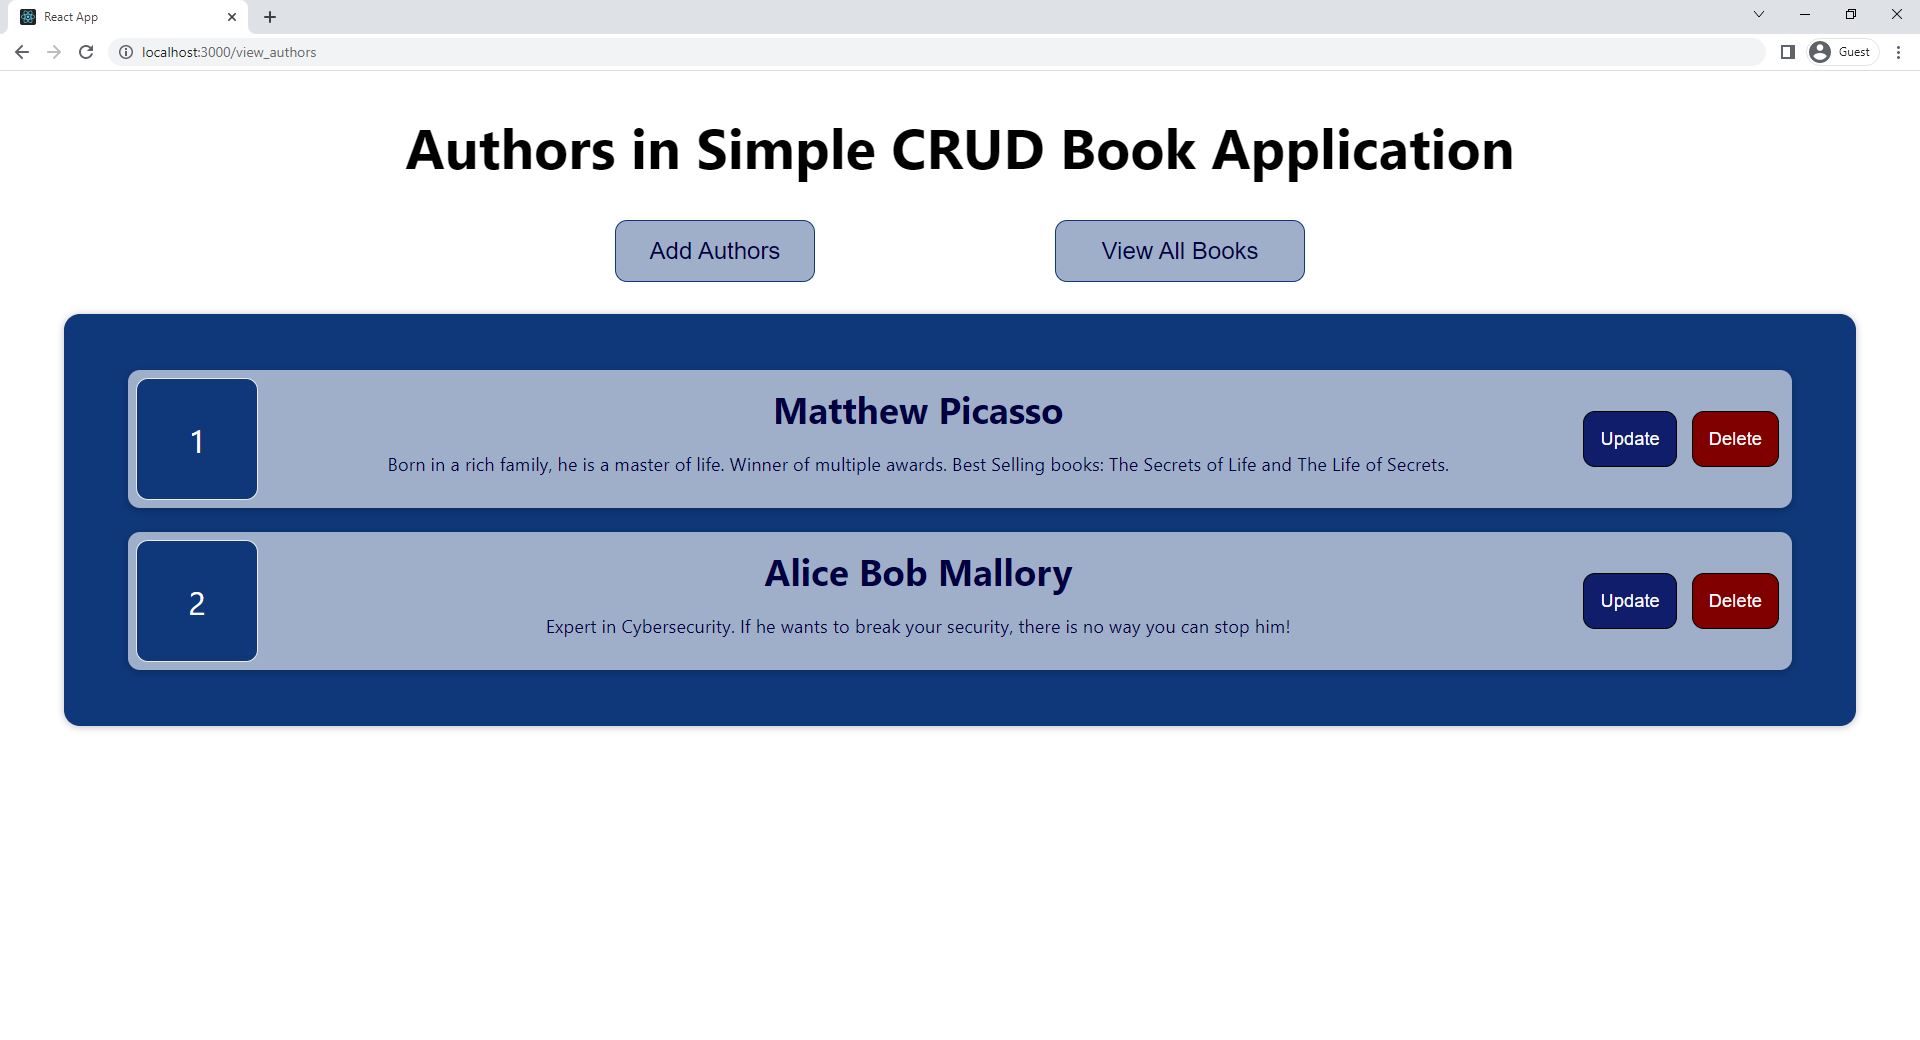 React App
localhost:3000/view_authors
Guest
Authors in Simple CRUD Book Application
Add Authors
View All Books
1
Matthew Picasso
Born in a rich family, he is a master of life. Winner of multiple awards. Best Selling books: The Secrets of Life and The Life of Secrets.
Update
Delete
2
Alice Bob Mallory
Expert in Cybersecurity. If he wants to break your security, there is no way you can stop him!
Update
Delete